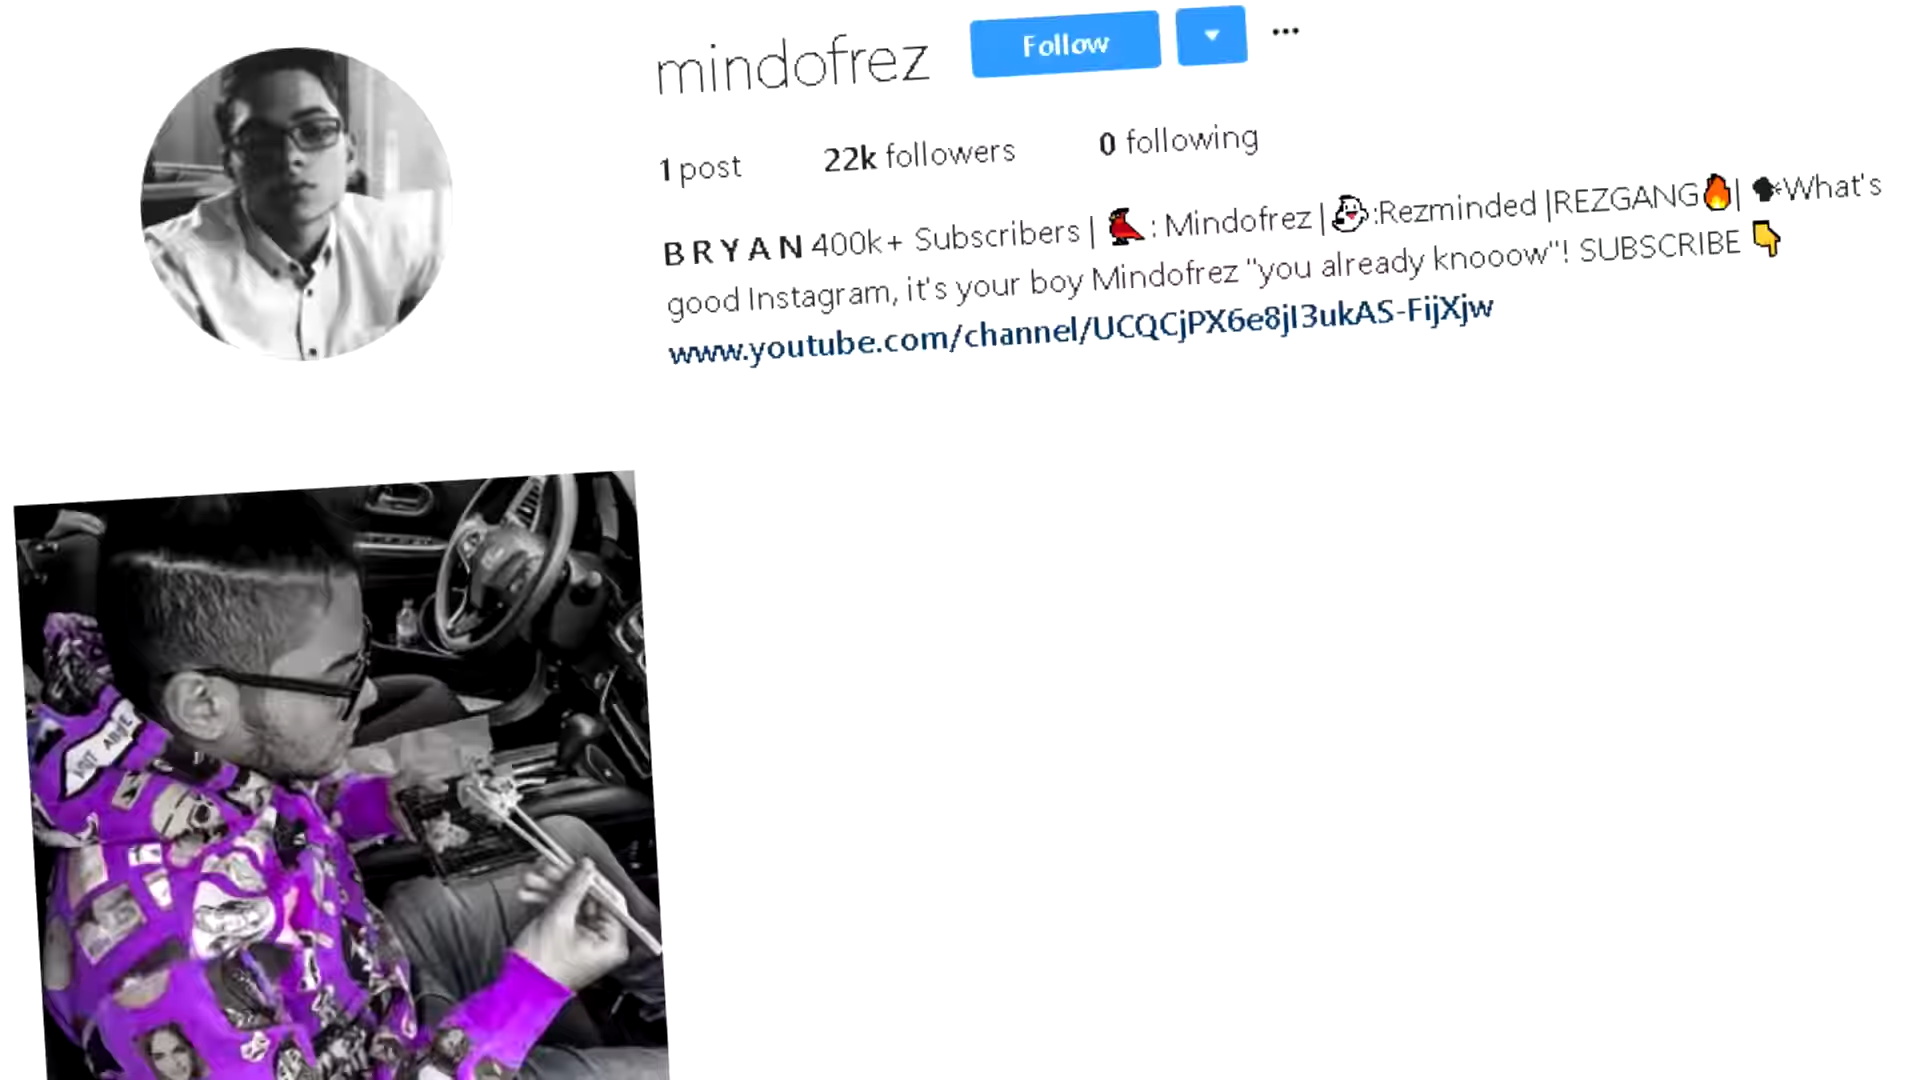 mindofrez Follow
1 post 22k followers 0 following
BRYAN 400k+ Subscribers | 🐦: Mindofrez | 👻:Rezminded |REZGANG🔥| 🗣What's
good Instagram, it's your boy Mindofrez "you already knooow"! SUBSCRIBE 👇
www.youtube.com/channel/UCQCjPX6e8jI3ukAS-FijXjw